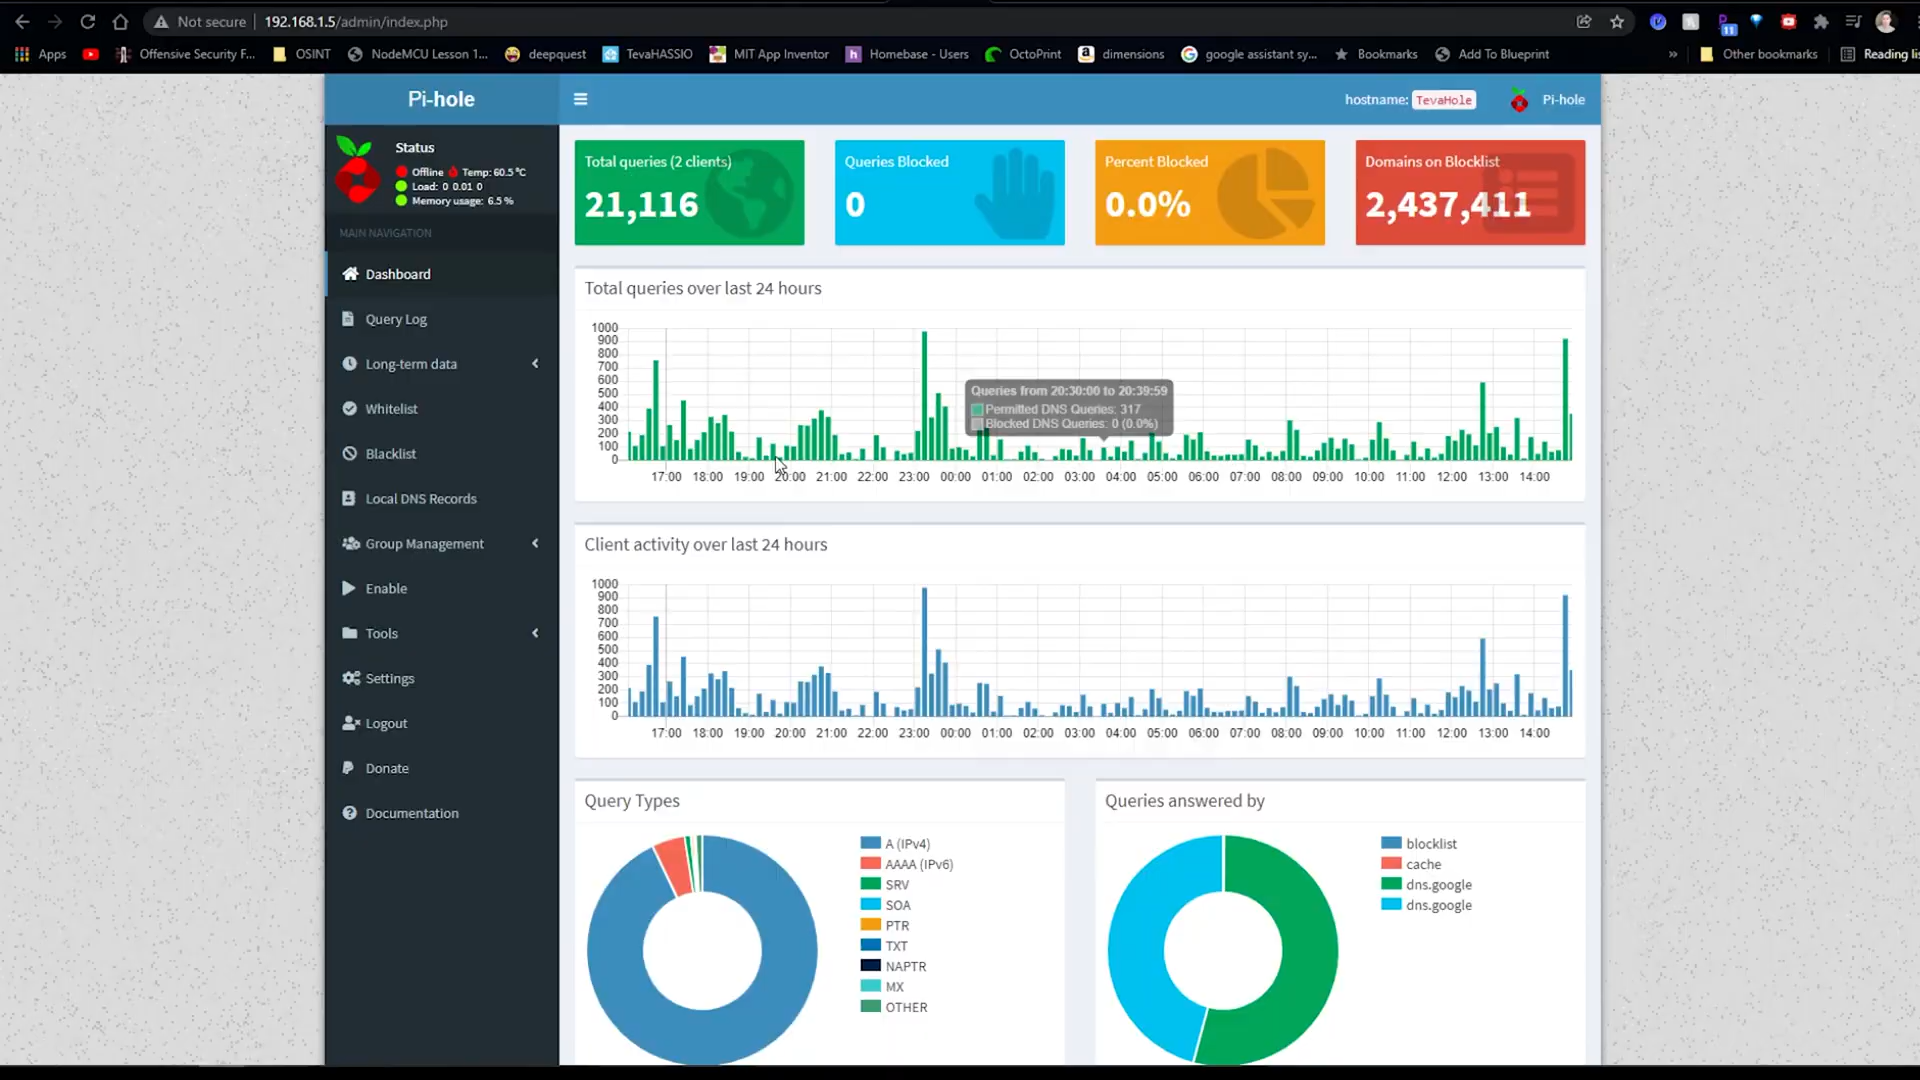 Not secure 192.168.1.5/admin/index.php
11
Apps Offensive Security F... OSINT NodeMCU Lesson 1... deepquest TevaHASSIO MIT App Inventor Homebase - Users OctoPrint dimensions google assistant sy... Bookmarks Add To Blueprint » Other bookmarks Reading lis
Pi-hole
hostname: TevaHole Pi-hole
Status
Offline Temp: 60.5 °C
Load: 0 0.01 0
Memory usage: 6.5 %
MAIN NAVIGATION
Dashboard
Query Log
Long-term data
Whitelist
Blacklist
Local DNS Records
Group Management
Enable
Tools
Settings
Logout
Donate
Documentation
Total queries (2 clients)
21,116
Queries Blocked
0
Percent Blocked
0.0%
Domains on Blocklist
2,437,411
Total queries over last 24 hours
1000
900
800
700
600
500
400
300
200
100
0
Queries from 20:30:00 to 20:39:59
Permitted DNS Queries: 317
Blocked DNS Queries: 0 (0.0%)
17:00 18:00 19:00 20:00 21:00 22:00 23:00 00:00 01:00 02:00 03:00 04:00 05:00 06:00 07:00 08:00 09:00 10:00 11:00 12:00 13:00 14:00
Client activity over last 24 hours
1000
900
800
700
600
500
400
300
200
100
0
17:00 18:00 19:00 20:00 21:00 22:00 23:00 00:00 01:00 02:00 03:00 04:00 05:00 06:00 07:00 08:00 09:00 10:00 11:00 12:00 13:00 14:00
Query Types
A (IPv4)
AAAA (IPv6)
SRV
SOA
PTR
TXT
NAPTR
MX
OTHER
Queries answered by
blocklist
cache
dns.google
dns.google